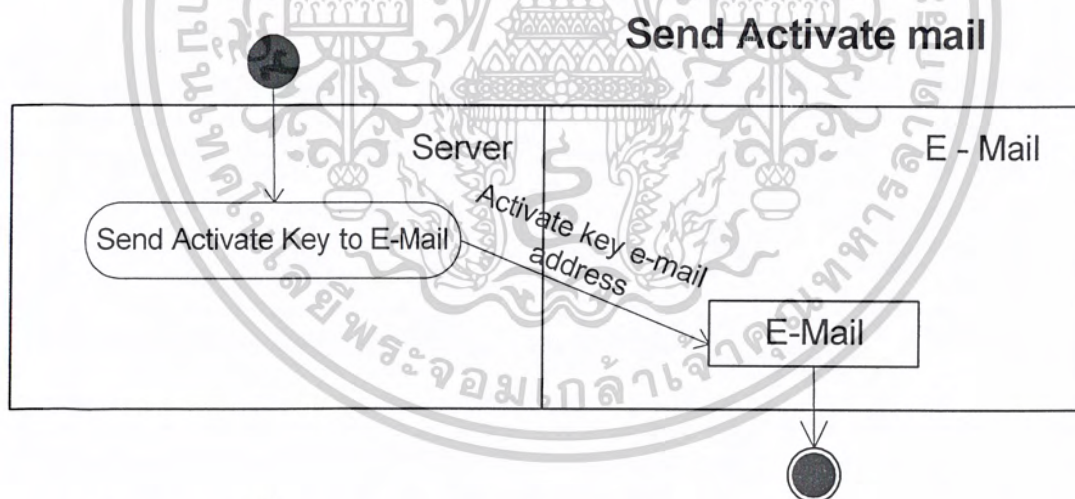 Send Activate mail
Server
E - Mail
Send Activate Key to E-Mail
Activate key e-mail
address
E-Mail